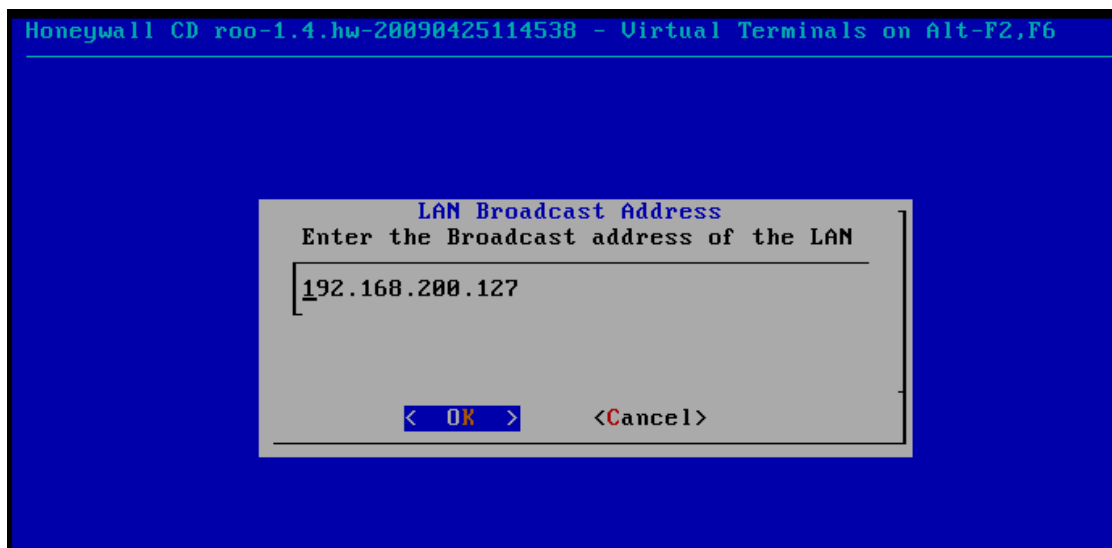 Honeywall CD roo-1.4.hw-20090425114538 - Virtual Terminals on Alt-F2,F6
LAN Broadcast Address
Enter the Broadcast address of the LAN
192.168.200.127
< OK > <Cancel>